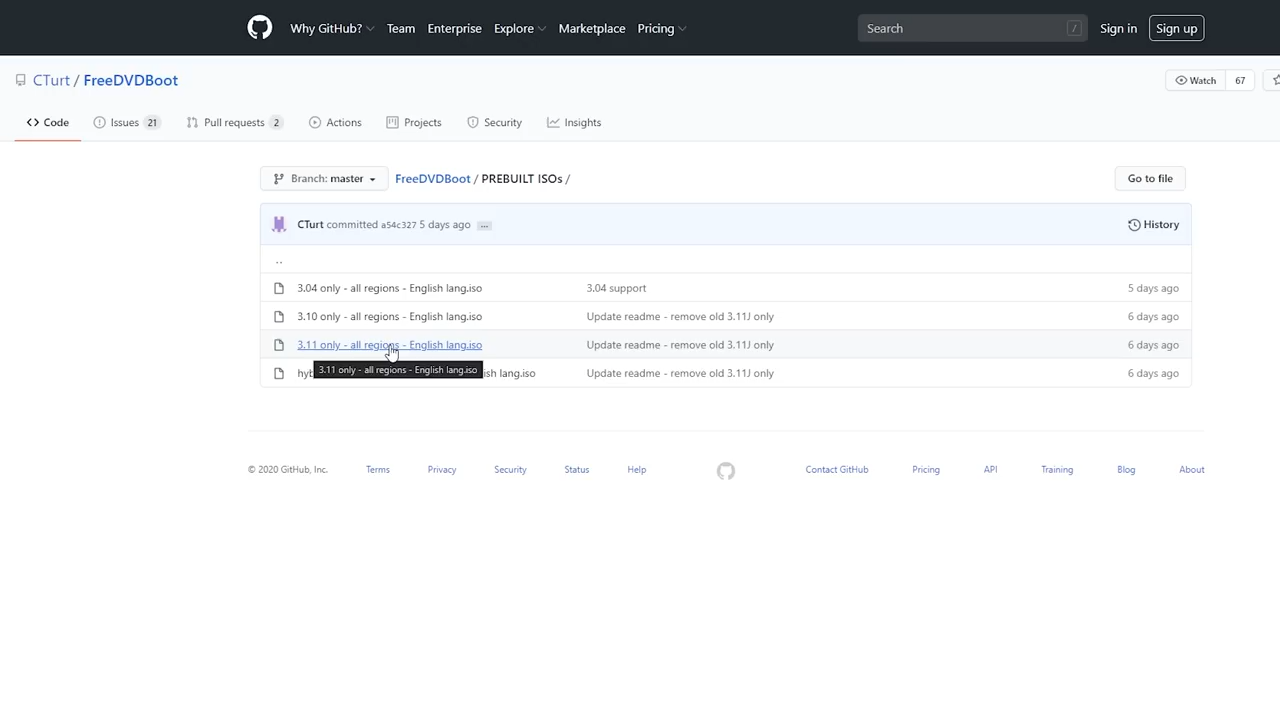 Why GitHub? Team Enterprise Explore Marketplace Pricing Search / Sign in Sign up
CTurt / FreeDVDBoot Watch 67
Code Issues 21 Pull requests 2 Actions Projects Security Insights
Branch: master FreeDVDBoot / PREBUILT ISOs / Go to file
CTurt committed a54c327 5 days ago ... History
..
3.04 only - all regions - English lang.iso 3.04 support 5 days ago
3.10 only - all regions - English lang.iso Update readme - remove old 3.11J only 6 days ago
3.11 only - all regions - English lang.iso Update readme - remove old 3.11J only 6 days ago
3.11 only - all regions - English lang.iso
lang.iso Update readme - remove old 3.11J only 6 days ago
© 2020 GitHub, Inc. Terms Privacy Security Status Help Contact GitHub Pricing API Training Blog About